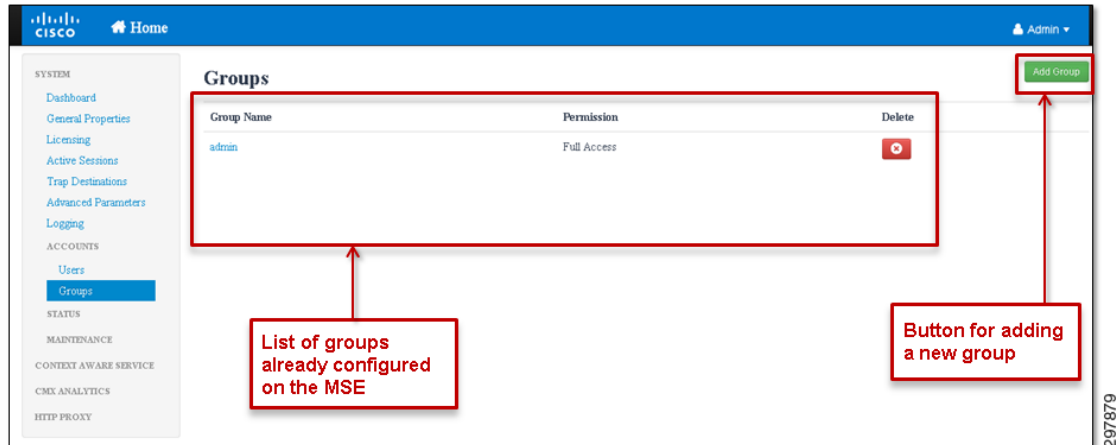 CISCO
Home
Admin
SYSTEM
Dashboard
General Properties
Licensing
Active Sessions
Trap Destinations
Advanced Parameters
Logging
ACCOUNTS
Users
Groups
STATUS
MAINTENANCE
CONTEXT AWARE SERVICE
CMX ANALYTICS
HTTP PROXY
Groups
Add Group
Group Name Permission Delete
admin Full Access
List of groups
already configured
on the MSE
Button for adding
a new group
297879